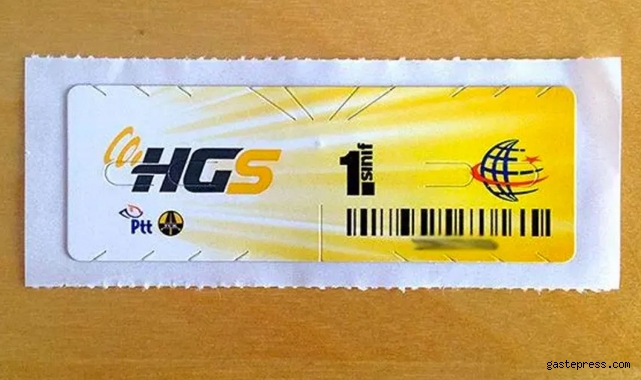 HGS
1. sınıf
Ptt
gastepress.com